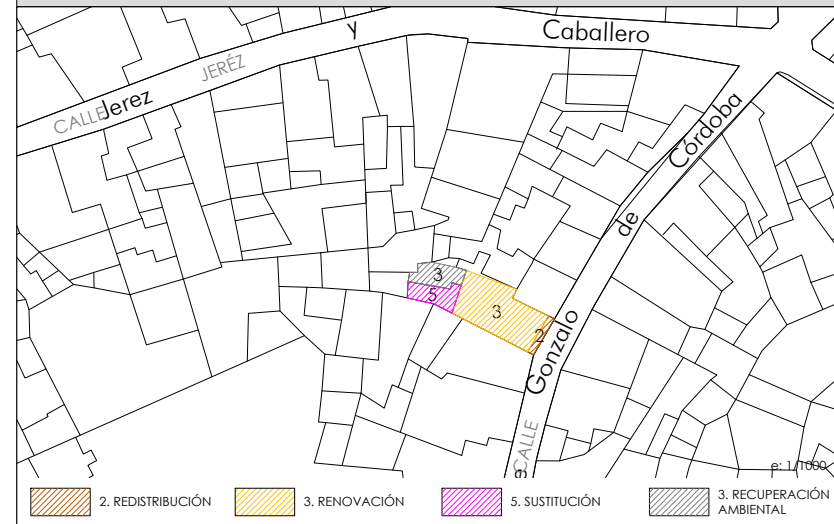 y
Caballero
JERÉZ
CALLE
Jerez
Córdoba
de
3
5
3
2
Gonzalo
CALLE
e
e: 1/1000
2. REDISTRIBUCIÓN
3. RENOVACIÓN
5. SUSTITUCIÓN
3. RECUPERACIÓN
AMBIENTAL